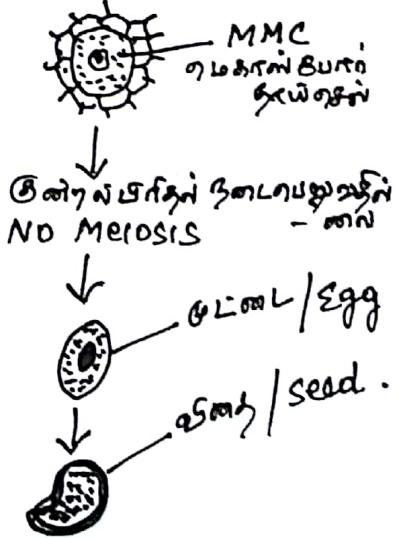 MMC
மெகாஸ்போர்
தாய்செல்
குன்றல் பிரிதல் நடைபெறுவதில்
- லை
NO Meiosis
முட்டை / Egg
விதை / Seed.